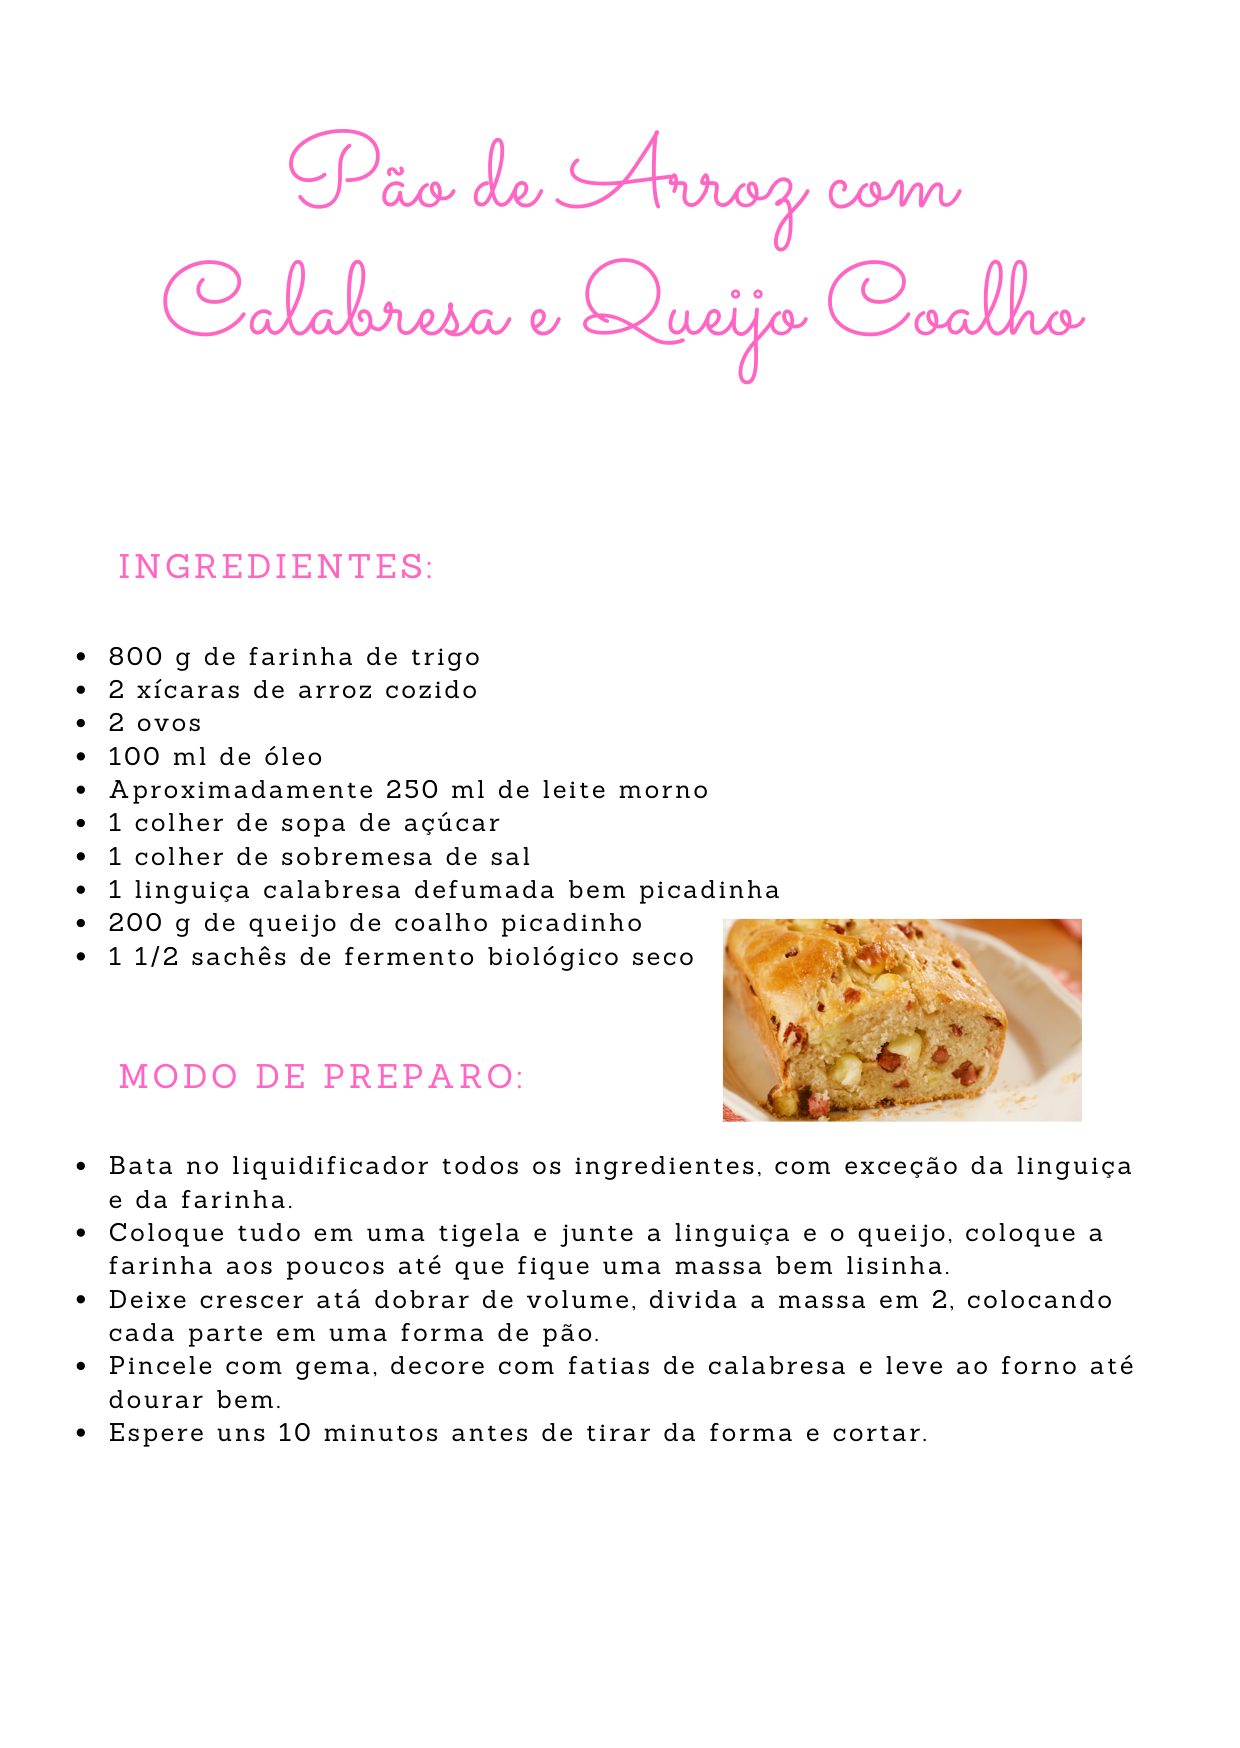 Pão de Arroz com
Calabresa e Queijo Coalho
INGREDIENTES:
• 800 g de farinha de trigo
• 2 xícaras de arroz cozido
• 2 ovos
• 100 ml de óleo
• Aproximadamente 250 ml de leite morno
• 1 colher de sopa de açúcar
• 1 colher de sobremesa de sal
• 1 linguiça calabresa defumada bem picadinha
• 200 g de queijo de coalho picadinho
• 1 1/2 sachês de fermento biológico seco
MODO DE PREPARO:
• Bata no liquidificador todos os ingredientes, com exceção da linguiça
e da farinha.
• Coloque tudo em uma tigela e junte a linguiça e o queijo, coloque a
farinha aos poucos até que fique uma massa bem lisinha.
• Deixe crescer atá dobrar de volume, divida a massa em 2, colocando
cada parte em uma forma de pão.
• Pincele com gema, decore com fatias de calabresa e leve ao forno até
dourar bem.
• Espere uns 10 minutos antes de tirar da forma e cortar.